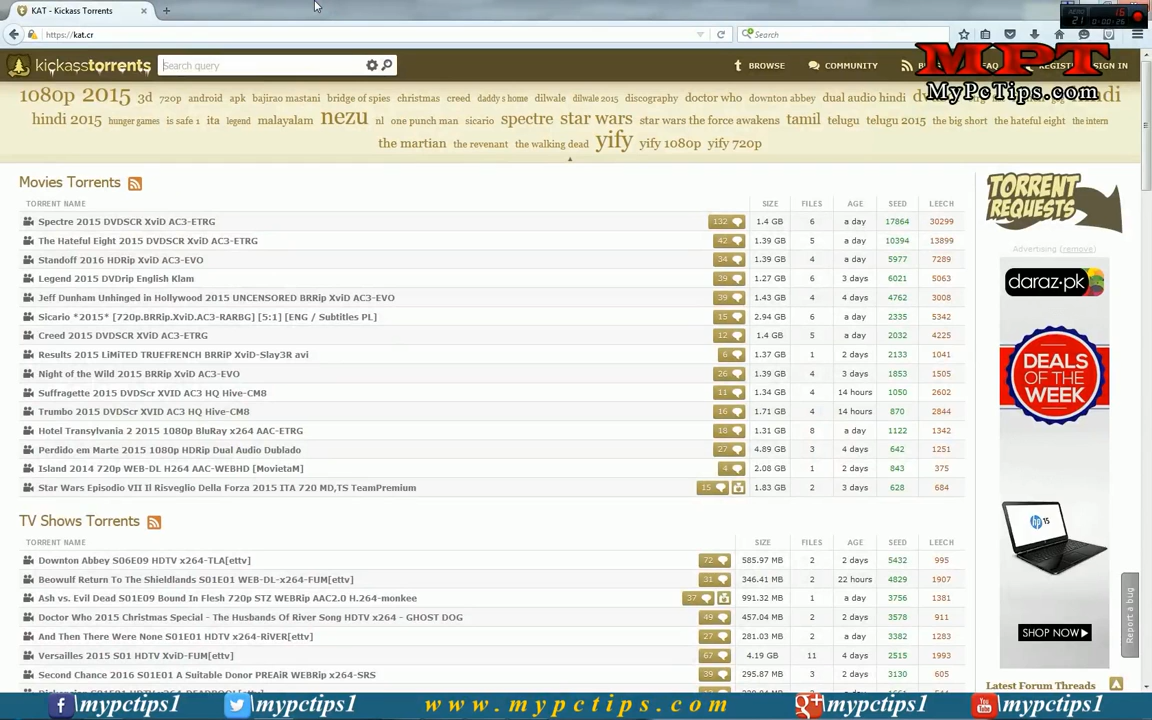 KAT - Kickass Torrents
https://kat.cr
Search
MPT
MyPcTips.com
kickasstorrents
Search query
BROWSE
COMMUNITY
FAQ
SIGN IN
1080p 2015 3d 720p android apk bajirao mastani bridge of spies christmas creed daddy's home dilwale dilwale 2015 discography doctor who downton abbey dual audio hindi
hindi 2015 hunger games is safe 1 ita legend malayalam nezu nl one punch man sicario spectre star wars star wars the force awakens tamil telugu telugu 2015 the big short the hateful eight the intern
the martian the revenant the walking dead yify yify 1080p yify 720p
Movies Torrents
TORRENT NAME SIZE FILES AGE SEED LEECH
Spectre 2015 DVDSCR XviD AC3-ETRG 132 1.4 GB 6 a day 17864 30299
The Hateful Eight 2015 DVDSCR XviD AC3-ETRG 42 1.39 GB 5 a day 10394 13899
Standoff 2016 HDRip XviD AC3-EVO 34 1.39 GB 4 a day 5977 7289
Legend 2015 DVDrip English Klam 39 1.27 GB 6 3 days 6021 5063
Jeff Dunham Unhinged in Hollywood 2015 UNCENSORED BRRip XviD AC3-EVO 39 1.43 GB 4 4 days 4762 3008
Sicario *2015* [720p.BRRip.XviD.AC3-RARBG] [5:1] [ENG / Subtitles PL] 15 2.94 GB 6 a day 2335 5342
Creed 2015 DVDSCR XViD AC3-ETRG 12 1.4 GB 5 a day 2032 4225
Results 2015 LiMiTED TRUEFRENCH BRRiP XviD-Slay3R avi 6 1.37 GB 1 2 days 2133 1041
Night of the Wild 2015 BRRip XviD AC3-EVO 26 1.39 GB 4 3 days 1853 1505
Suffragette 2015 DVDScr XVID AC3 HQ Hive-CM8 11 1.34 GB 4 14 hours 1050 2602
Trumbo 2015 DVDScr XVID AC3 HQ Hive-CM8 16 1.71 GB 4 14 hours 870 2844
Hotel Transylvania 2 2015 1080p BluRay x264 AAC-ETRG 18 1.31 GB 8 a day 1122 1342
Perdido em Marte 2015 1080p HDRip Dual Audio Dublado 27 4.89 GB 3 4 days 642 1251
Island 2014 720p WEB-DL H264 AAC-WEBHD [MovietaM] 4 2.08 GB 1 2 days 843 375
Star Wars Episodio VII Il Risveglio Della Forza 2015 ITA 720 MD,TS TeamPremium 15 1.83 GB 2 3 days 628 684
TORRENT
REQUESTS
Advertising (remove)
daraz.pk
DEALS
OF THE
WEEK
hp 15
SHOP NOW
Report a bug
TV Shows Torrents
TORRENT NAME SIZE FILES AGE SEED LEECH
Downton Abbey S06E09 HDTV x264-TLA[ettv] 72 585.97 MB 2 2 days 5432 995
Beowulf Return To The Shieldlands S01E01 WEB-DL-x264-FUM[ettv] 31 346.41 MB 2 22 hours 4829 1907
Ash vs. Evil Dead S01E09 Bound In Flesh 720p STZ WEBRip AAC2.0 H.264-monkee 37 991.32 MB 1 a day 3756 1381
Doctor Who 2015 Christmas Special - The Husbands Of River Song HDTV x264 - GHOST DOG 49 457.04 MB 2 2 days 3578 911
And Then There Were None S01E01 HDTV x264-RiVER[ettv] 27 281.03 MB 2 a day 3382 1283
Versailles 2015 S01 HDTV XviD-FUM[ettv] 67 4.19 GB 11 4 days 2515 1993
Second Chance 2016 S01E01 A Suitable Donor PREAiR WEBRip x264-SRS 39 295.87 MB 2 3 days 3130 605
Latest Forum Threads
\mypctips1
\mypctips1
www.mypctips.com
\mypctips1
\mypctips1